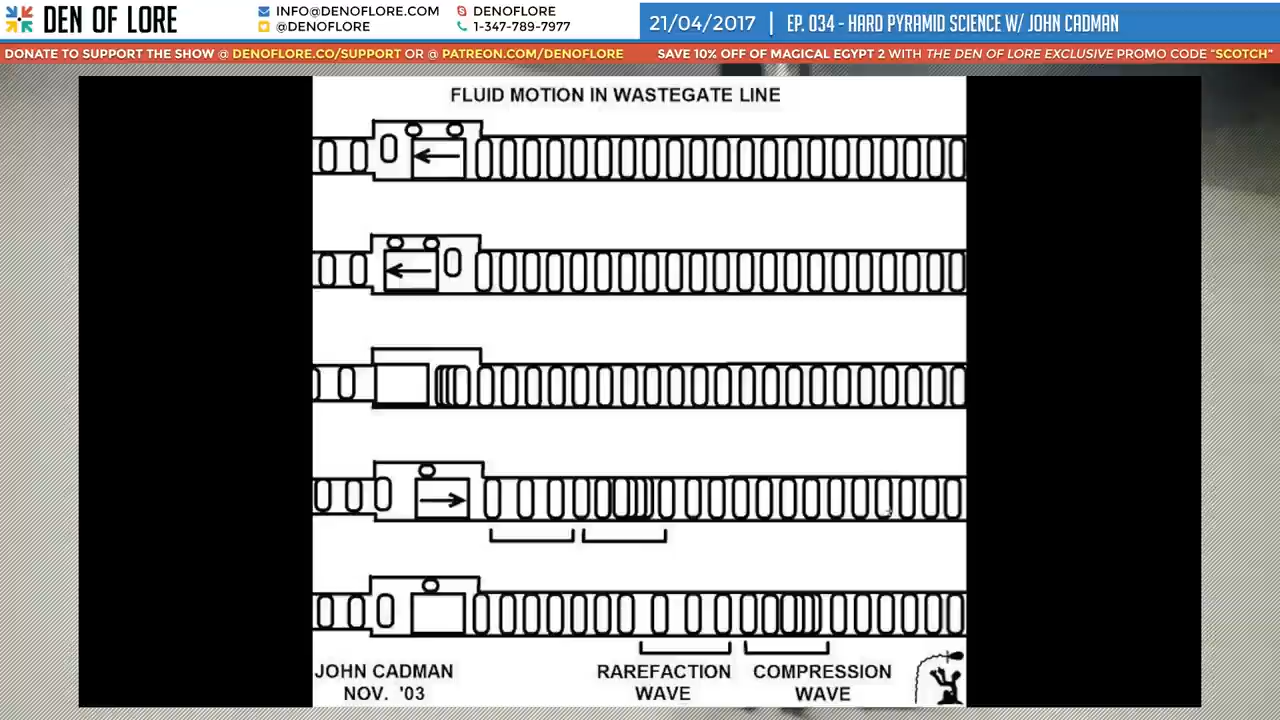 DEN OF LORE
INFO@DENOFLORE.COM
@DENOFLORE
DENOFLORE
1-347-789-7977
21/04/2017 | EP. 034 - HARD PYRAMID SCIENCE W/ JOHN CADMAN
DONATE TO SUPPORT THE SHOW @ DENOFLORE.CO/SUPPORT OR @ PATREON.COM/DENOFLORE
SAVE 10% OFF OF MAGICAL EGYPT 2 WITH THE DEN OF LORE EXCLUSIVE PROMO CODE "SCOTCH"
FLUID MOTION IN WASTEGATE LINE
JOHN CADMAN
NOV. '03
RAREFACTION
WAVE
COMPRESSION
WAVE